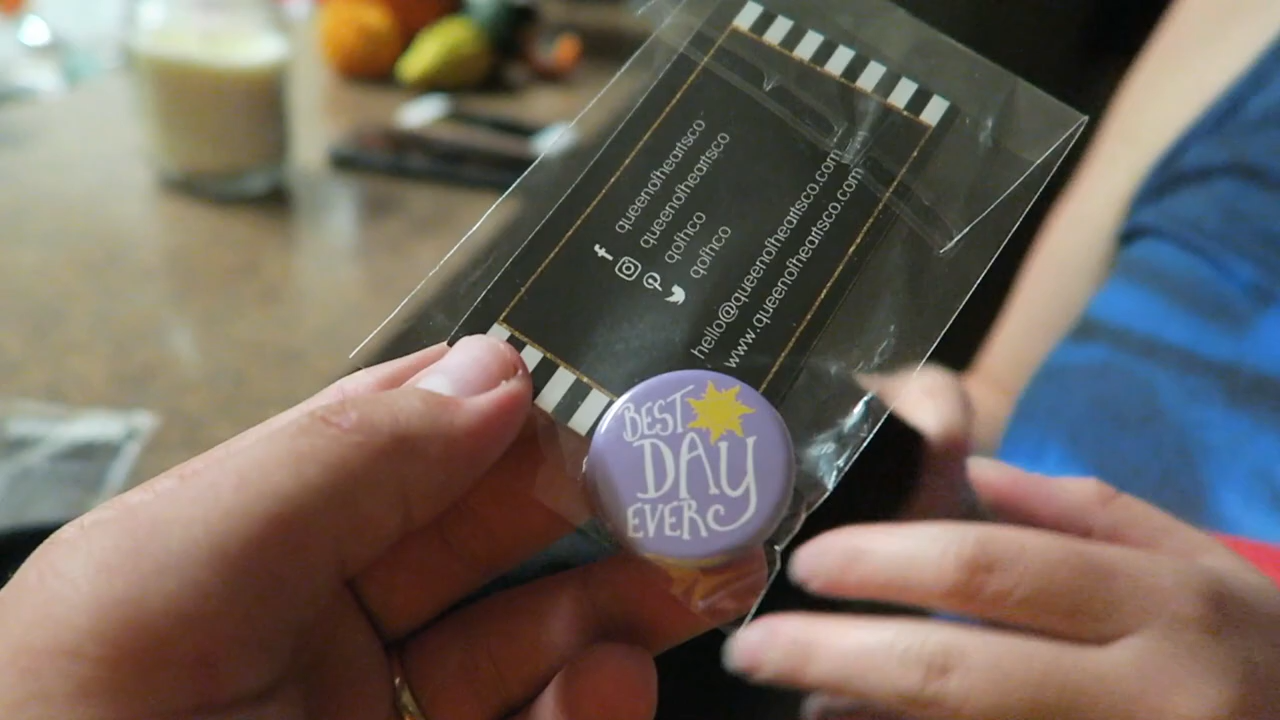 queenofheartsco
queenofheartsco
qofhco
qofhco
hello@queenofheartsco.com
www.queenofheartsco.com
BEST
DAY
EVER